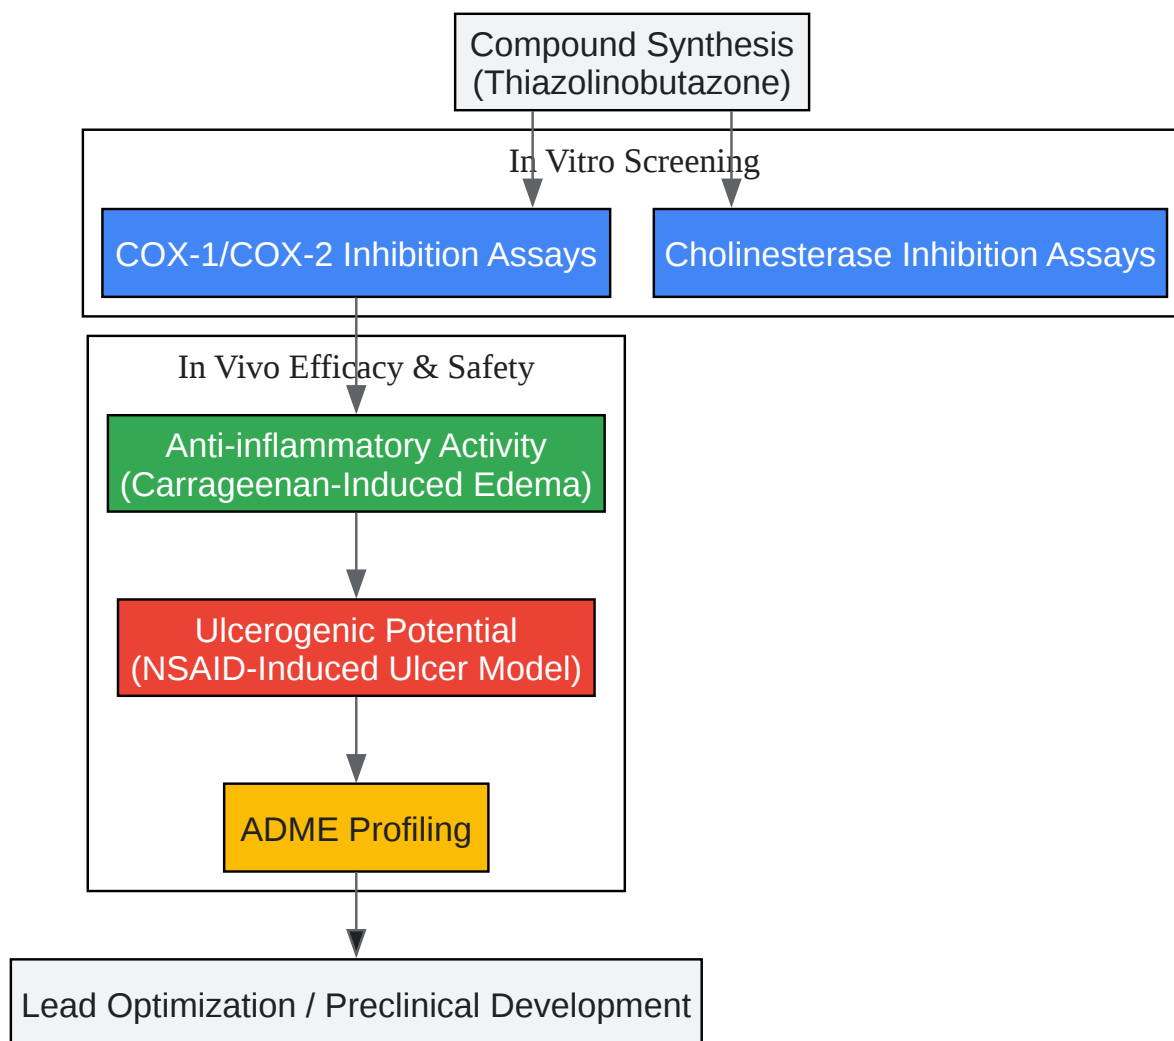 Compound Synthesis
(Thiazolinobutazone)
In Vitro Screening
COX-1/COX-2 Inhibition Assays
Cholinesterase Inhibition Assays
In Vivo Efficacy & Safety
Anti-inflammatory Activity
(Carrageenan-Induced Edema)
Ulcerogenic Potential
(NSAID-Induced Ulcer Model)
ADME Profiling
Lead Optimization / Preclinical Development